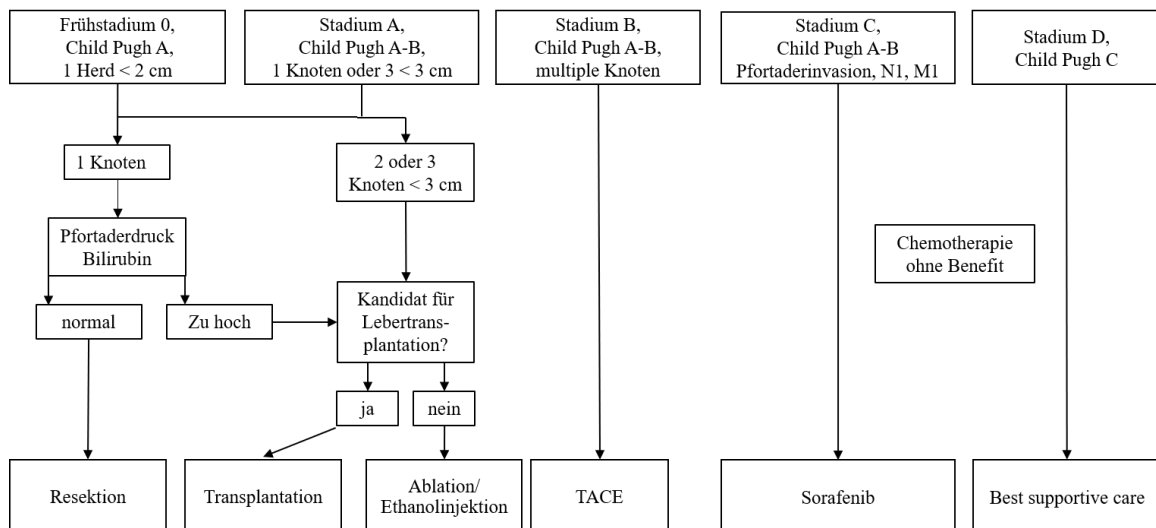 Frühstadium 0,
Child Pugh A,
1 Herd < 2 cm
Stadium A,
Child Pugh A-B,
1 Knoten oder 3 < 3 cm
Stadium B,
Child Pugh A-B,
multiple Knoten
Stadium C,
Child Pugh A-B
Pfortaderinvasion, N1, M1
Stadium D,
Child Pugh C
1 Knoten
2 oder 3
Knoten < 3 cm
Pfortaderdruck
Bilirubin
Chemotherapie
ohne Benefit
normal
Zu hoch
Kandidat für
Lebertrans-
plantation?
ja
nein
Resektion
Transplantation
Ablation/
Ethanolinjektion
TACE
Sorafenib
Best supportive care